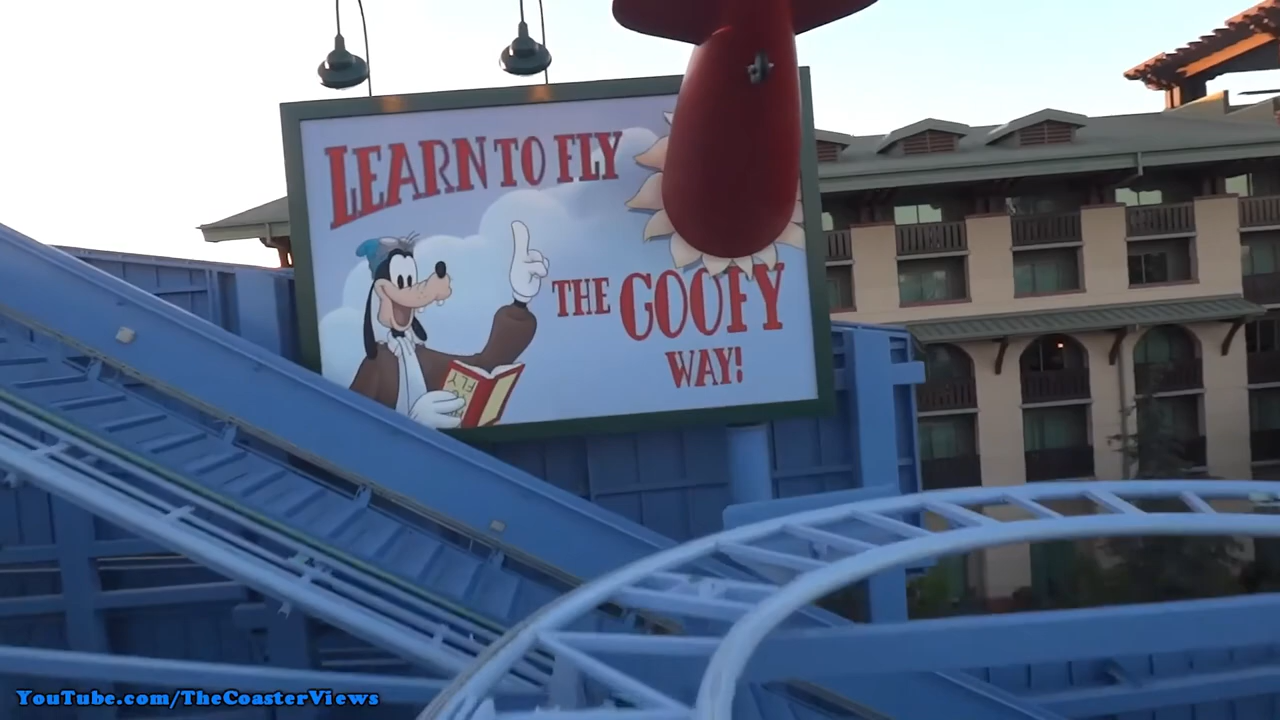 LEARN TO FLY
THE GOOFY
WAY!
FLY
YouTube.com/TheCoasterViews